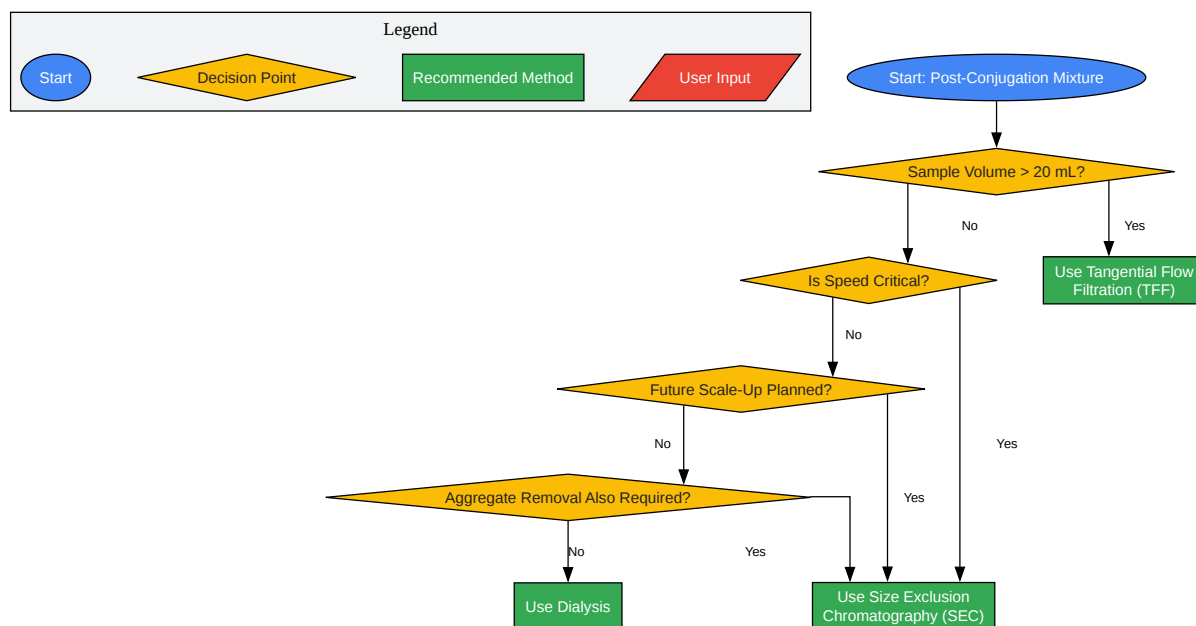 Legend
Start
Decision Point
Recommended Method
User Input
Start: Post-Conjugation Mixture
Sample Volume > 20 mL?
No
Yes
Is Speed Critical?
Use Tangential Flow
Filtration (TFF)
No
Future Scale-Up Planned?
No
Yes
Aggregate Removal Also Required?
Yes
No
Yes
Use Dialysis
Use Size Exclusion
Chromatography (SEC)